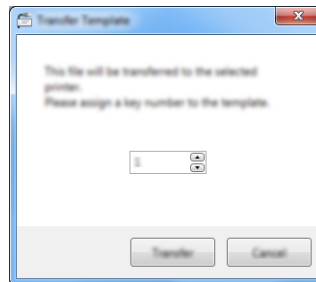 Transfer Template
This file will be transferred to the selected
printer.
Please assign a key number to the template.
Transfer Cancel